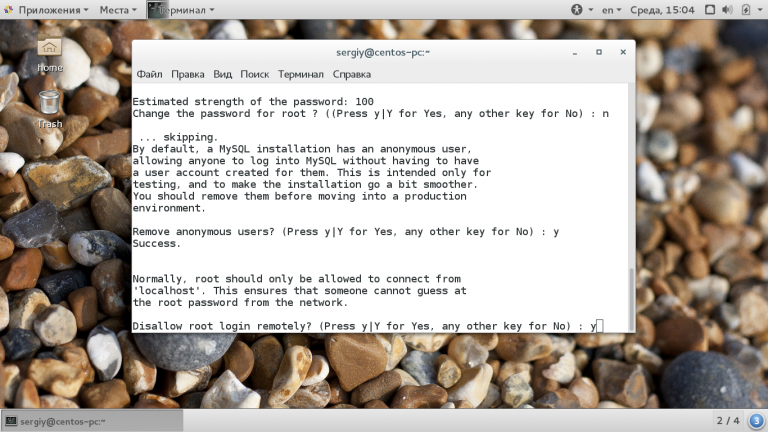 Приложения Места Терминал en Среда, 15:04
home
Trash
sergiy@centos-pc:~
Файл Правка Вид Поиск Терминал Справка
Estimated strength of the password: 100
Change the password for root ? ((Press y|Y for Yes, any other key for No) : n
... skipping.
By default, a MySQL installation has an anonymous user,
allowing anyone to log into MySQL without having to have
a user account created for them. This is intended only for
testing, and to make the installation go a bit smoother.
You should remove them before moving into a production
environment.
Remove anonymous users? (Press y|Y for Yes, any other key for No) : y
Success.
Normally, root should only be allowed to connect from
'localhost'. This ensures that someone cannot guess at
the root password from the network.
Disallow root login remotely? (Press y|Y for Yes, any other key for No) : y
sergiy@centos-pc:~ 2 / 4 3